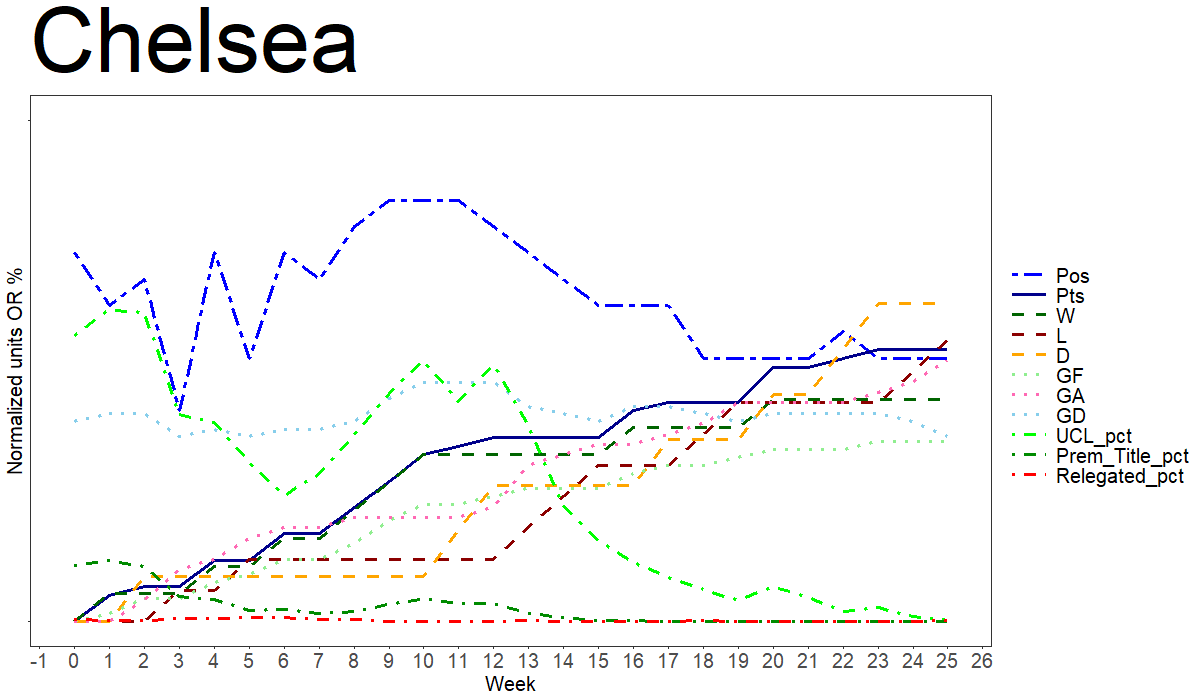 Chelsea
Normalized units OR %
Pos
Pts
W
L
D
GF
GA
GD
UCL_pct
Prem_Title_pct
Relegated_pct
-1 0 1 2 3 4 5 6 7 8 9 10 11 12 13 14 15 16 17 18 19 20 21 22 23 24 25 26
Week